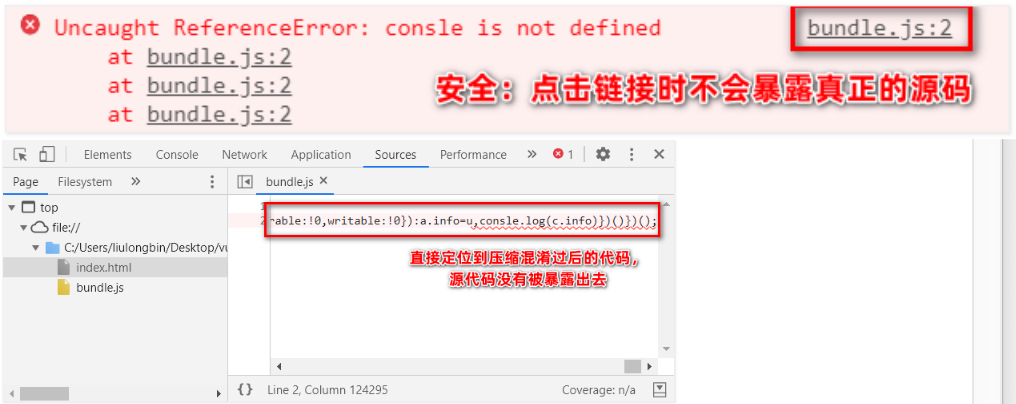 Uncaught ReferenceError: consle is not defined
bundle.js:2
at bundle.js:2
at bundle.js:2
at bundle.js:2
安全：点击链接时不会暴露真正的源码
Elements Console Network Application Sources Performance » 1
Page Filesystem »
bundle.js ×
top
file://
C:/Users/liulongbin/Desktop/vu
index.html
bundle.js
1
2 rable:!0,writable:!0}):a.info=u,consle.log(c.info)})()})();
直接定位到压缩混淆过后的代码，
源代码没有被暴露出去
{} Line 2, Column 124295
Coverage: n/a